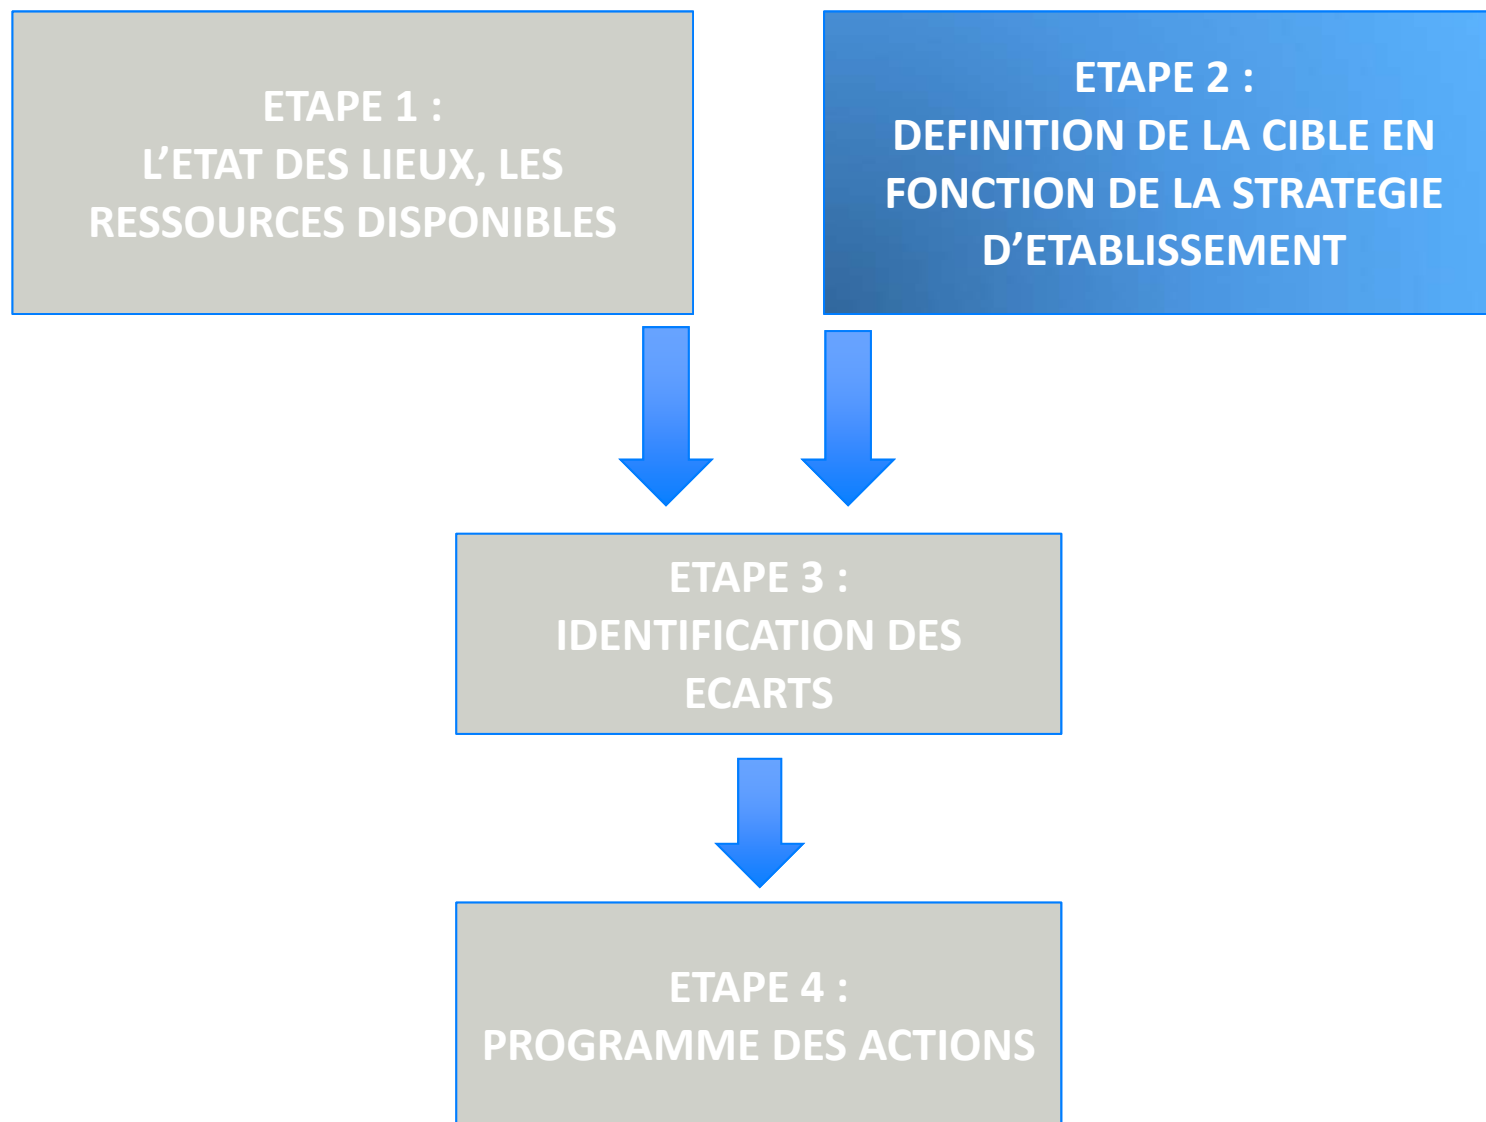 ETAPE 1 :
L’ETAT DES LIEUX, LES
RESSOURCES DISPONIBLES
ETAPE 2 :
DEFINITION DE LA CIBLE EN
FONCTION DE LA STRATEGIE
D’ETABLISSEMENT
ETAPE 3 :
IDENTIFICATION DES
ECARTS
ETAPE 4 :
PROGRAMME DES ACTIONS